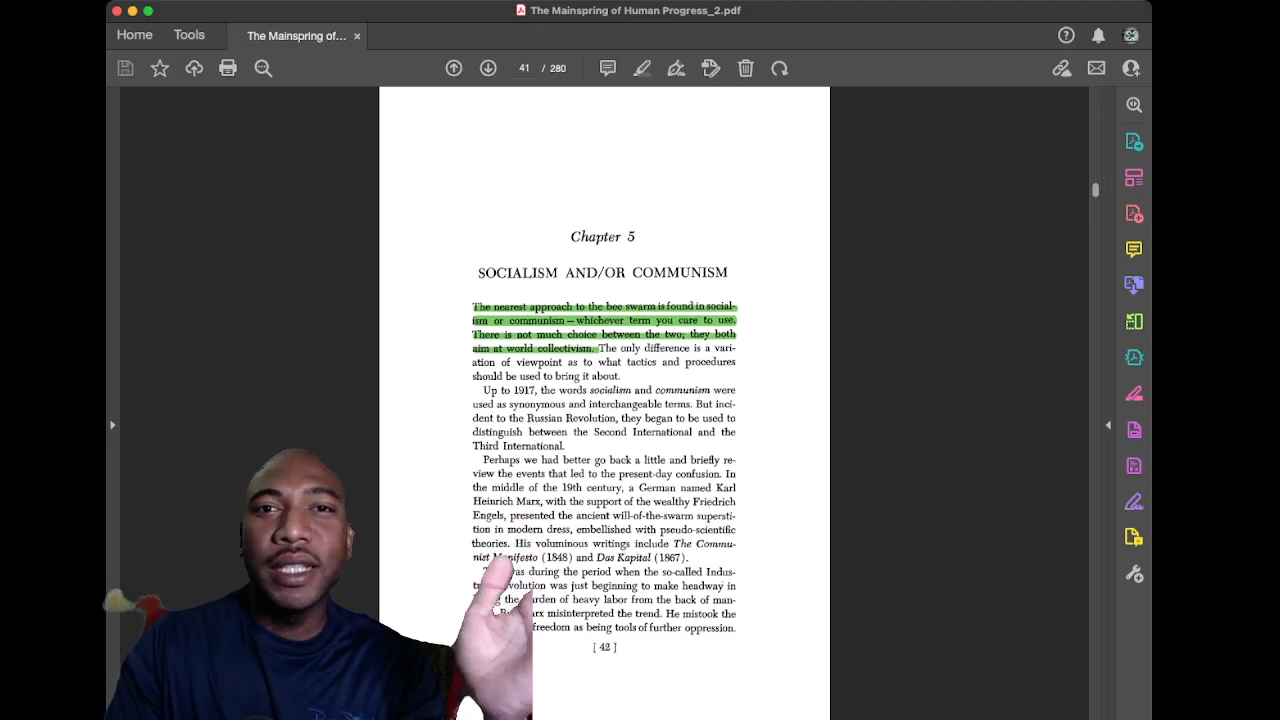 The Mainspring of Human Progress_2.pdf
Home Tools The Mainspring of... ×
41 / 280
Chapter 5
SOCIALISM AND/OR COMMUNISM
The nearest approach to the bee swarm is found in social-
ism or communism—whichever term you care to use.
There is not much choice between the two; they both
aim at world collectivism. The only difference is a vari-
ation of viewpoint as to what tactics and procedures
should be used to bring it about.
Up to 1917, the words socialism and communism were
used as synonymous and interchangeable terms. But inci-
dent to the Russian Revolution, they began to be used to
distinguish between the Second International and the
Third International.
Perhaps we had better go back a little and briefly re-
view the events that led to the present-day confusion. In
the middle of the 19th century, a German named Karl
Heinrich Marx, with the support of the wealthy Friedrich
Engels, presented the ancient will-of-the-swarm supersti-
tion in modern dress, embellished with pseudo-scientific
theories. His voluminous writings include The Commu-
nist Manifesto (1848) and Das Kapital (1867).
was during the period when the so-called Indus-
volution was just beginning to make headway in
the burden of heavy labor from the back of man-
arx misinterpreted the trend. He mistook the
freedom as being tools of further oppression.
[ 42 ]